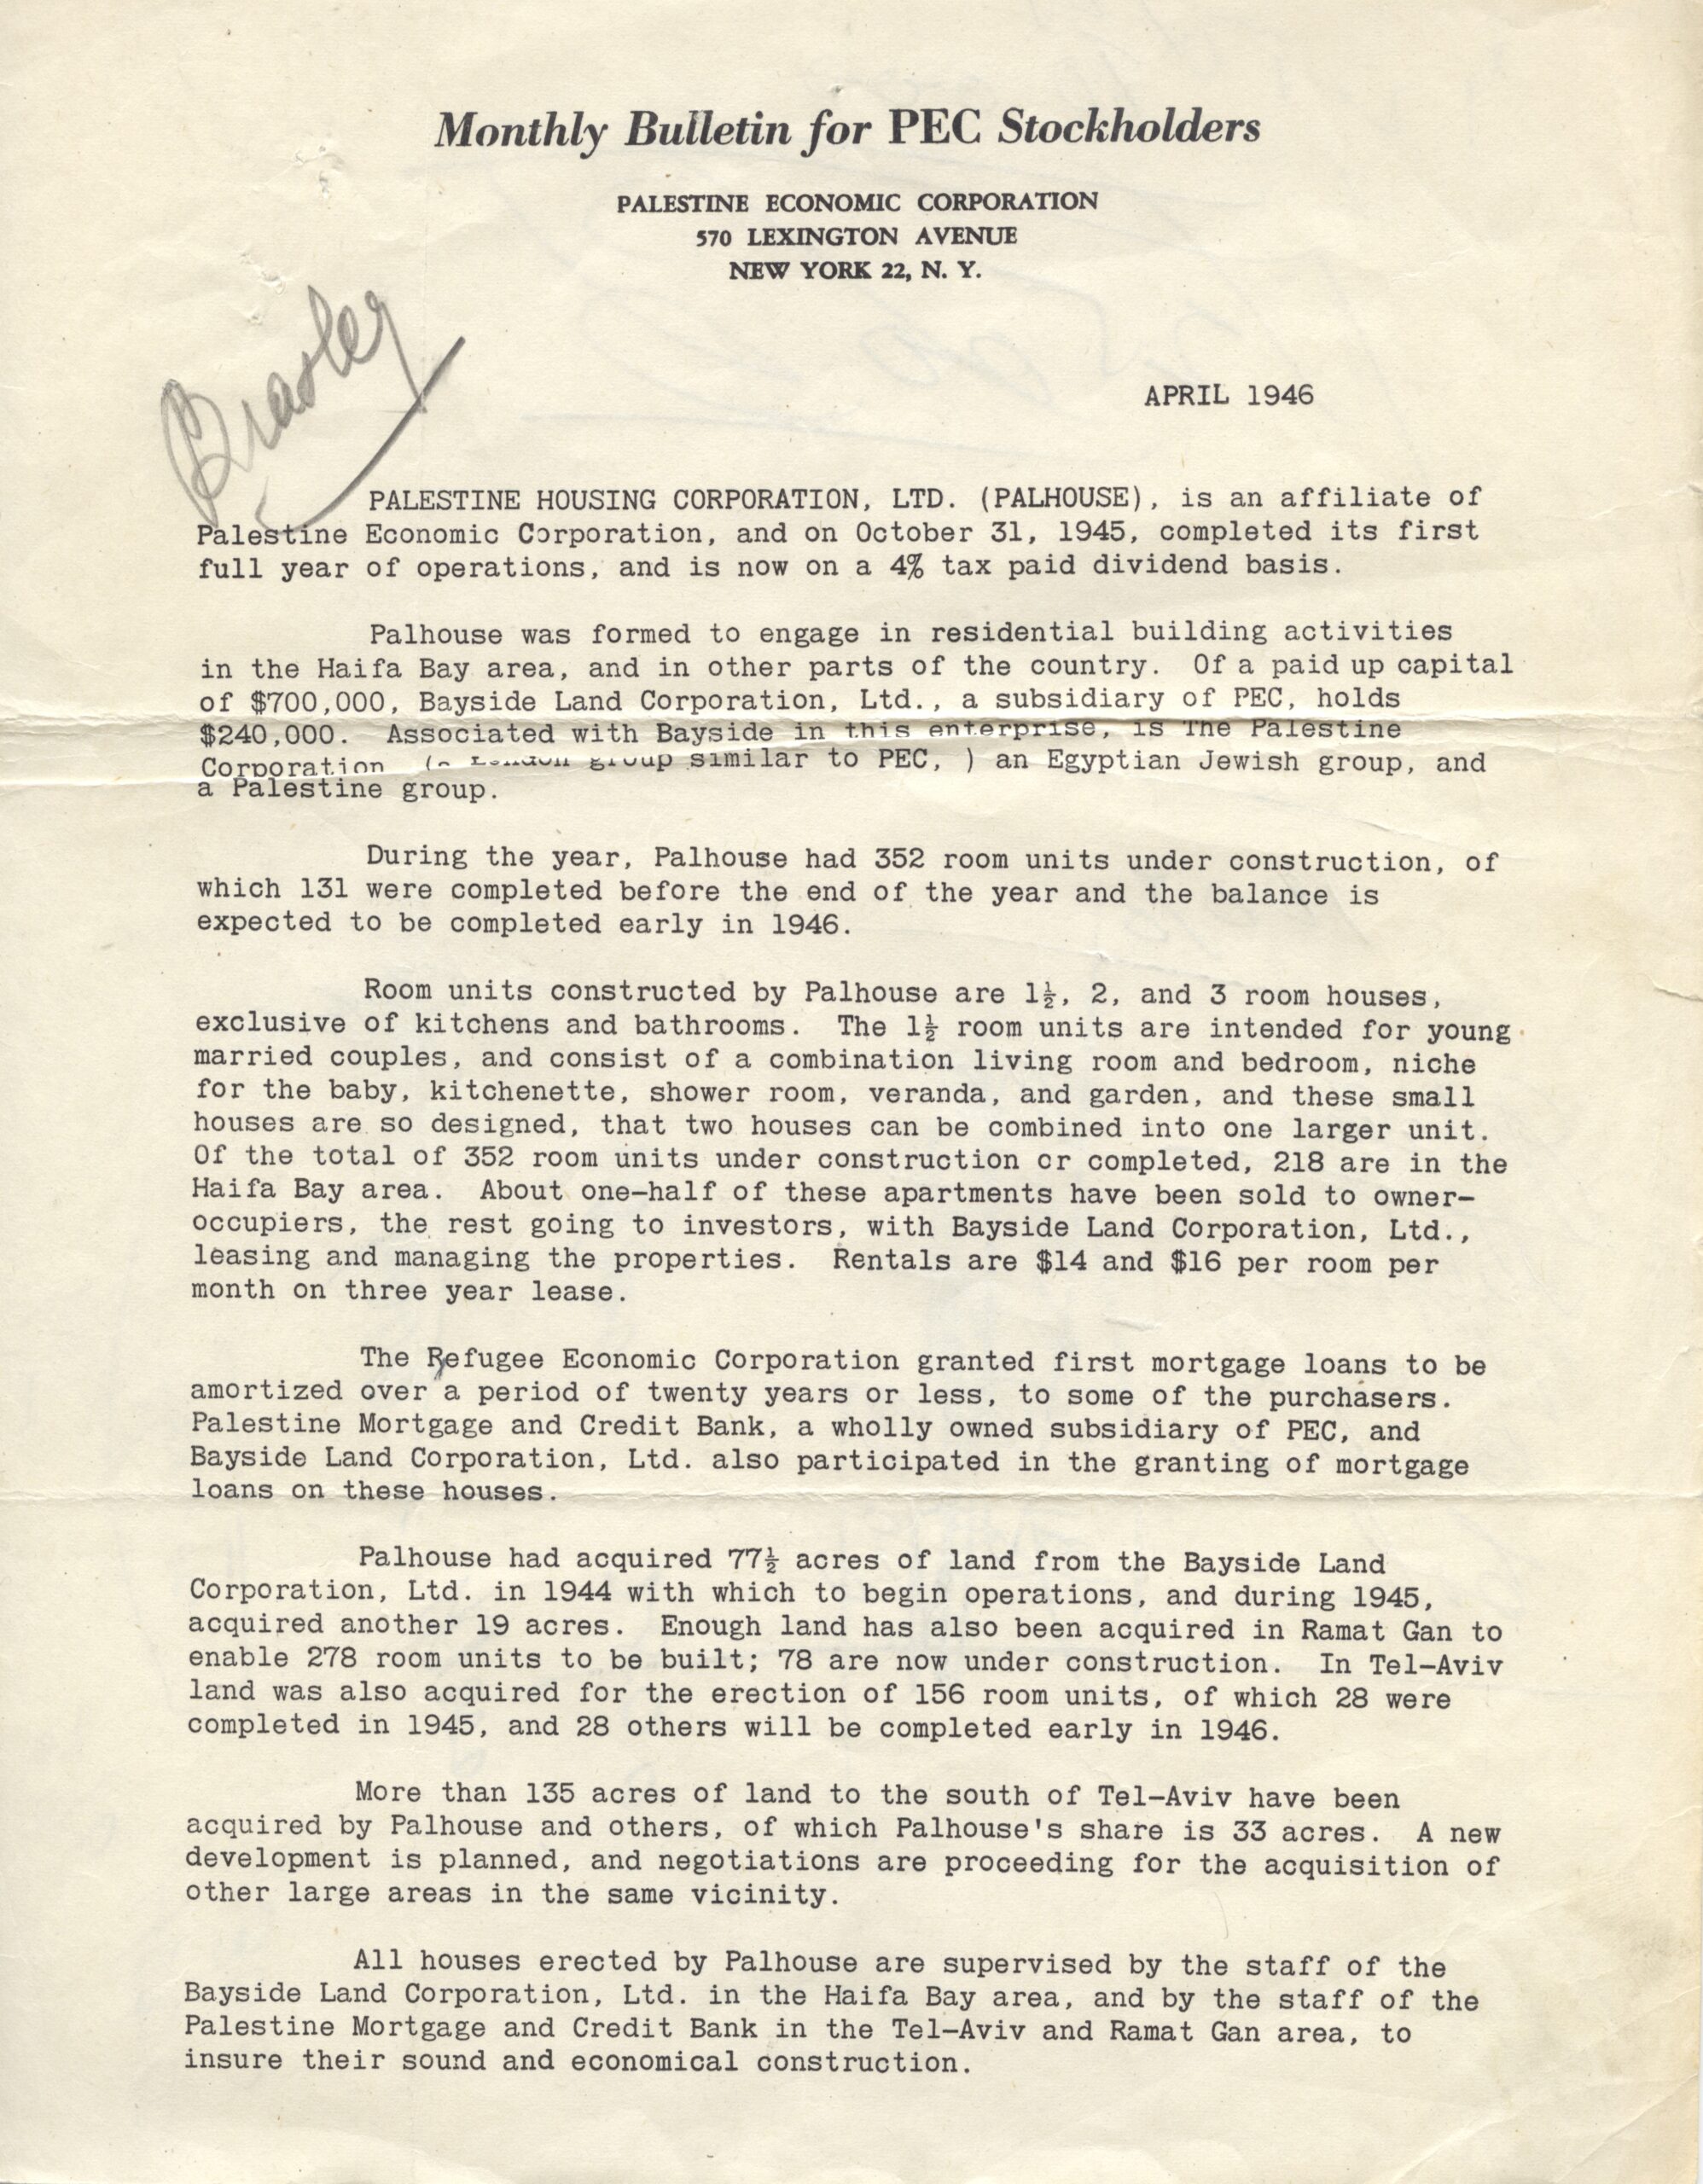 Monthly Bulletin for PEC Stockholders
PALESTINE ECONOMIC CORPORATION
570 LEXINGTON AVENUE
NEW YORK 22, N. Y.
APRIL 1946
PALESTINE HOUSING CORPORATION, LTD. (PALHOUSE), is an affiliate of
Palestine Economic Corporation, and on October 31, 1945, completed its first
full year of operations, and is now on a 4% tax paid dividend basis.
Palhouse was formed to engage in residential building activities
in the Haifa Bay area, and in other parts of the country. Of a paid up capital
of $700,000, Bayside Land Corporation, Ltd., a subsidiary of PEC, holds
$240,000. Associated with Bayside in this enterprise, is The Palestine
Corporation (a London group similar to PEC, ) an Egyptian Jewish group, and
a Palestine group.
During the year, Palhouse had 352 room units under construction, of
which 131 were completed before the end of the year and the balance is
expected to be completed early in 1946.
Room units constructed by Palhouse are 1½, 2, and 3 room houses,
exclusive of kitchens and bathrooms. The 1½ room units are intended for young
married couples, and consist of a combination living room and bedroom, niche
for the baby, kitchenette, shower room, veranda, and garden, and these small
houses are so designed, that two houses can be combined into one larger unit.
Of the total of 352 room units under construction or completed, 218 are in the
Haifa Bay area. About one-half of these apartments have been sold to owner-
occupiers, the rest going to investors, with Bayside Land Corporation, Ltd.,
leasing and managing the properties. Rentals are $14 and $16 per room per
month on three year lease.
The Refugee Economic Corporation granted first mortgage loans to be
amortized over a period of twenty years or less, to some of the purchasers.
Palestine Mortgage and Credit Bank, a wholly owned subsidiary of PEC, and
Bayside Land Corporation, Ltd. also participated in the granting of mortgage
loans on these houses.
Palhouse had acquired 77½ acres of land from the Bayside Land
Corporation, Ltd. in 1944 with which to begin operations, and during 1945,
acquired another 19 acres. Enough land has also been acquired in Ramat Gan to
enable 278 room units to be built; 78 are now under construction. In Tel-Aviv
land was also acquired for the erection of 156 room units, of which 28 were
completed in 1945, and 28 others will be completed early in 1946.
More than 135 acres of land to the south of Tel-Aviv have been
acquired by Palhouse and others, of which Palhouse's share is 33 acres. A new
development is planned, and negotiations are proceeding for the acquisition of
other large areas in the same vicinity.
All houses erected by Palhouse are supervised by the staff of the
Bayside Land Corporation, Ltd. in the Haifa Bay area, and by the staff of the
Palestine Mortgage and Credit Bank in the Tel-Aviv and Ramat Gan area, to
insure their sound and economical construction.